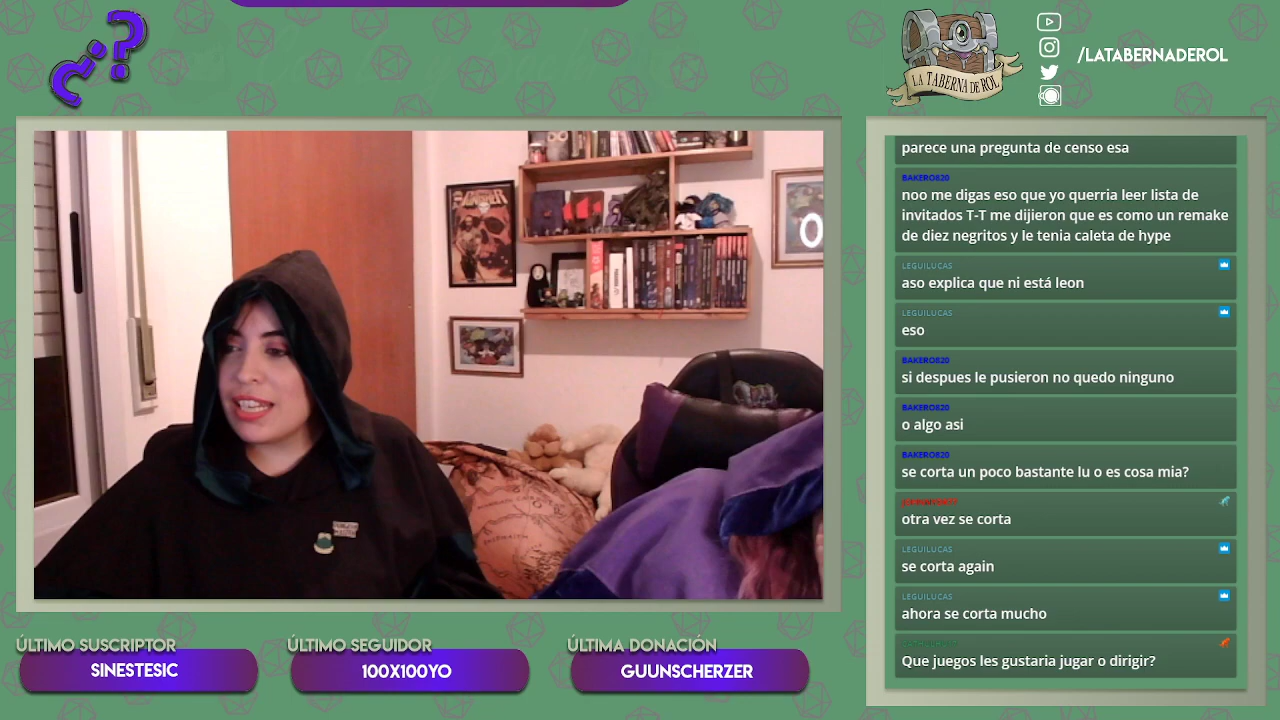 ¿?
LA TABERNA DE ROL
/LATABERNADEROL
parece una pregunta de censo esa
BAKERO820
noo me digas eso que yo querria leer lista de
invitados T-T me dijieron que es como un remake
de diez negritos y le tenia caleta de hype
LEGUILUCAS
aso explica que ni está leon
LEGUILUCAS
eso
BAKERO820
si despues le pusieron no quedo ninguno
BAKERO820
o algo asi
BAKERO820
se corta un poco bastante lu o es cosa mia?
otra vez se corta
LEGUILUCAS
se corta again
LEGUILUCAS
ahora se corta mucho
Que juegos les gustaria jugar o dirigir?
ÚLTIMO SUSCRIPTOR
SINESTESIC
ÚLTIMO SEGUIDOR
100X100YO
ÚLTIMA DONACIÓN
GUUNSCHERZER